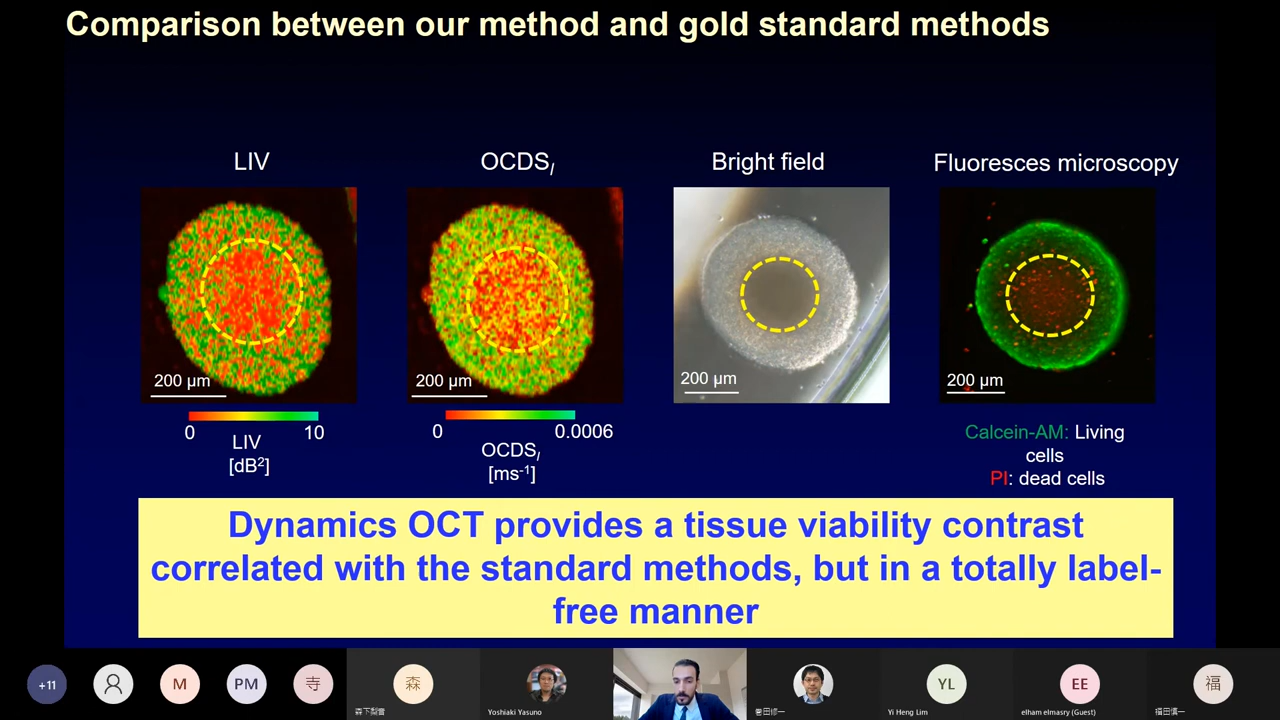 Comparison between our method and gold standard methods
LIV
OCDSl
Bright field
Fluoresces microscopy
200 µm
200 µm
200 µm
200 µm
0
10
LIV
[dB²]
0
0.0006
OCDSl
[ms⁻¹]
Calcein-AM: Living
cells
PI: dead cells
Dynamics OCT provides a tissue viability contrast
correlated with the standard methods, but in a totally label-
free manner
+11
M
PM
寺
森
YL
EE
福
Yoshiaki Yasuno
Yi Heng Lim
elham elmasry (Guest)